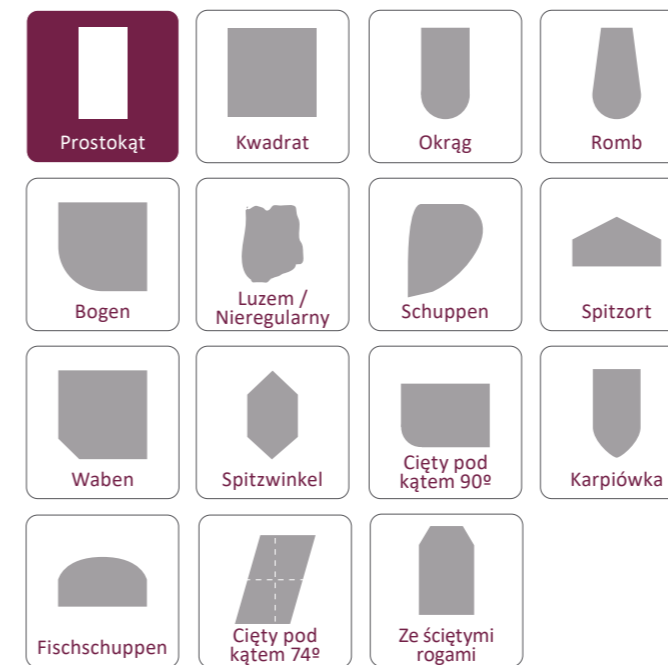 Prostokąt
Kwadrat
Okrąg
Romb
Bogen
Luzem /
Nieregularny
Schuppen
Spitzort
Waben
Spitzwinkel
Cięty pod
kątem 90º
Karpiówka
Fischschuppen
Cięty pod
kątem 74º
Ze ściętymi
rogami